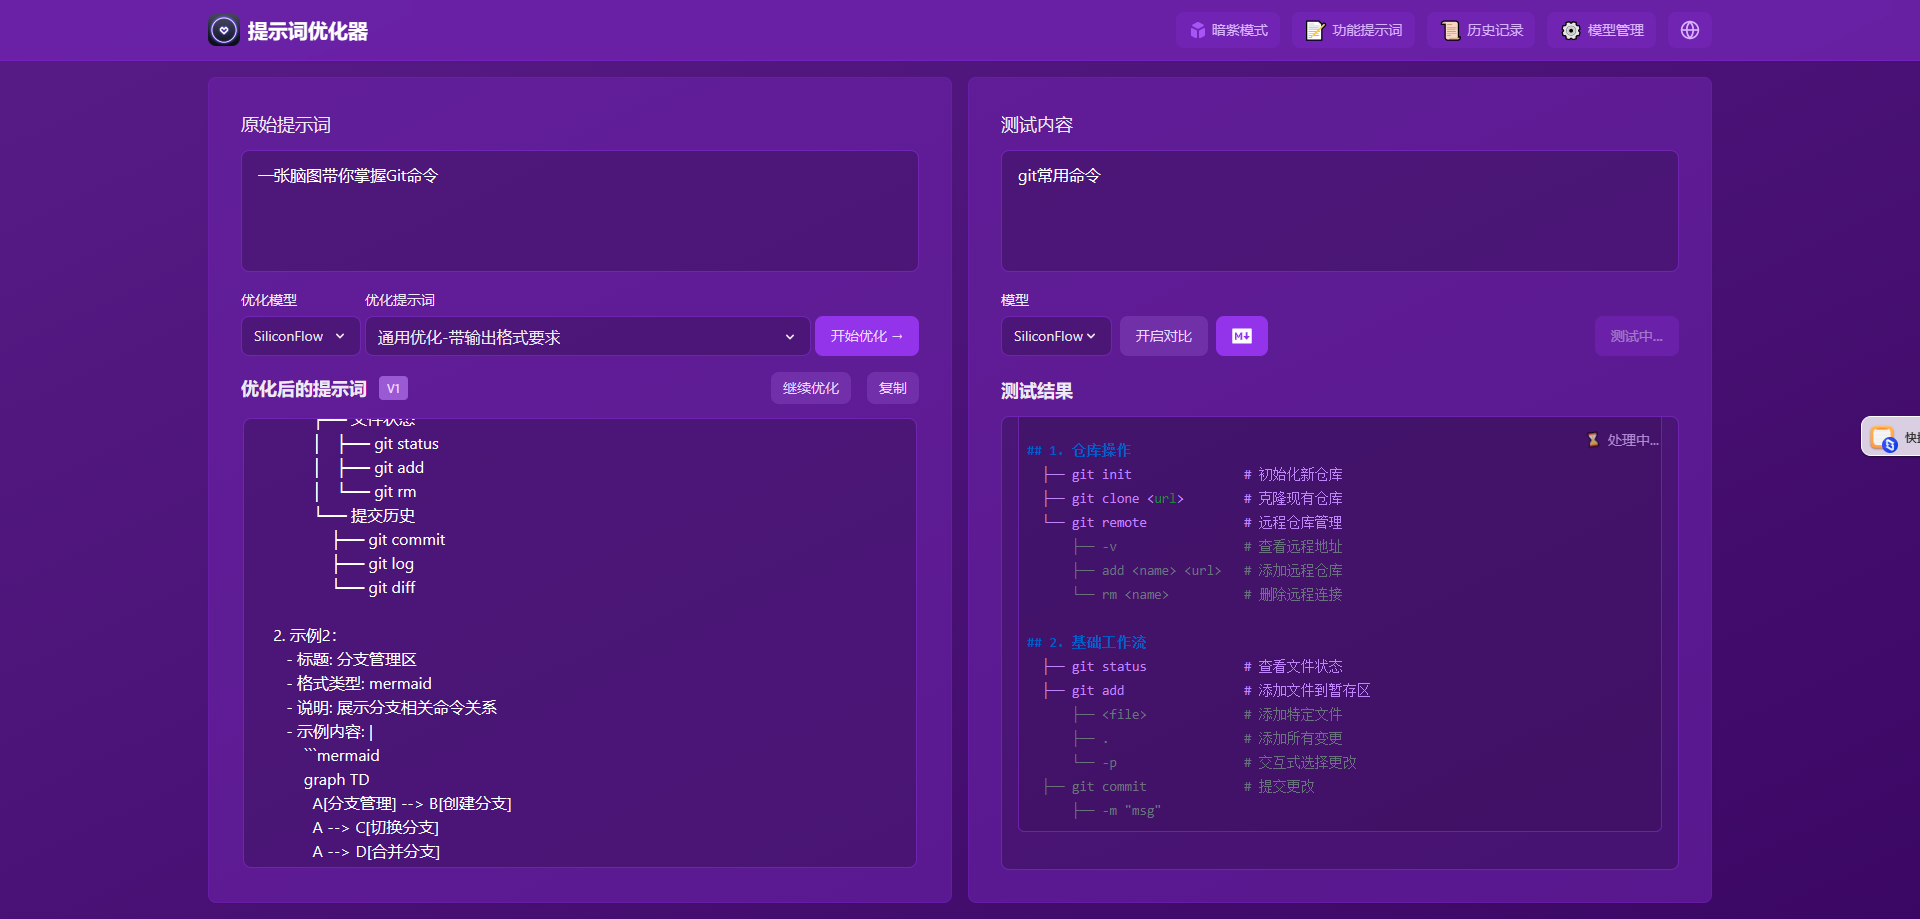 提示词优化器
暗紫模式
功能提示词
历史记录
模型管理
原始提示词
一张脑图带你掌握Git命令
优化模型
优化提示词
SiliconFlow
通用优化-带输出格式要求
开始优化 →
优化后的提示词 V1
继续优化
复制
├── 文件状态
│ ├── git status
│ ├── git add
│ └── git rm
└── 提交历史
├── git commit
├── git log
└── git diff
2. 示例2:
- 标题: 分支管理区
- 格式类型: mermaid
- 说明: 展示分支相关命令关系
- 示例内容: |
```mermaid
graph TD
A[分支管理] --> B[创建分支]
A --> C[切换分支]
A --> D[合并分支]
测试内容
git常用命令
模型
SiliconFlow
开启对比
M
测试中...
测试结果
处理中...
## 1. 仓库操作
├── git init # 初始化新仓库
├── git clone <url> # 克隆现有仓库
└── git remote # 远程仓库管理
├── -v # 查看远程地址
├── add <name> <url> # 添加远程仓库
└── rm <name> # 删除远程连接
## 2. 基础工作流
├── git status # 查看文件状态
├── git add # 添加文件到暂存区
├── <file> # 添加特定文件
├── . # 添加所有变更
└── -p # 交互式选择更改
├── git commit # 提交更改
├── -m "msg"